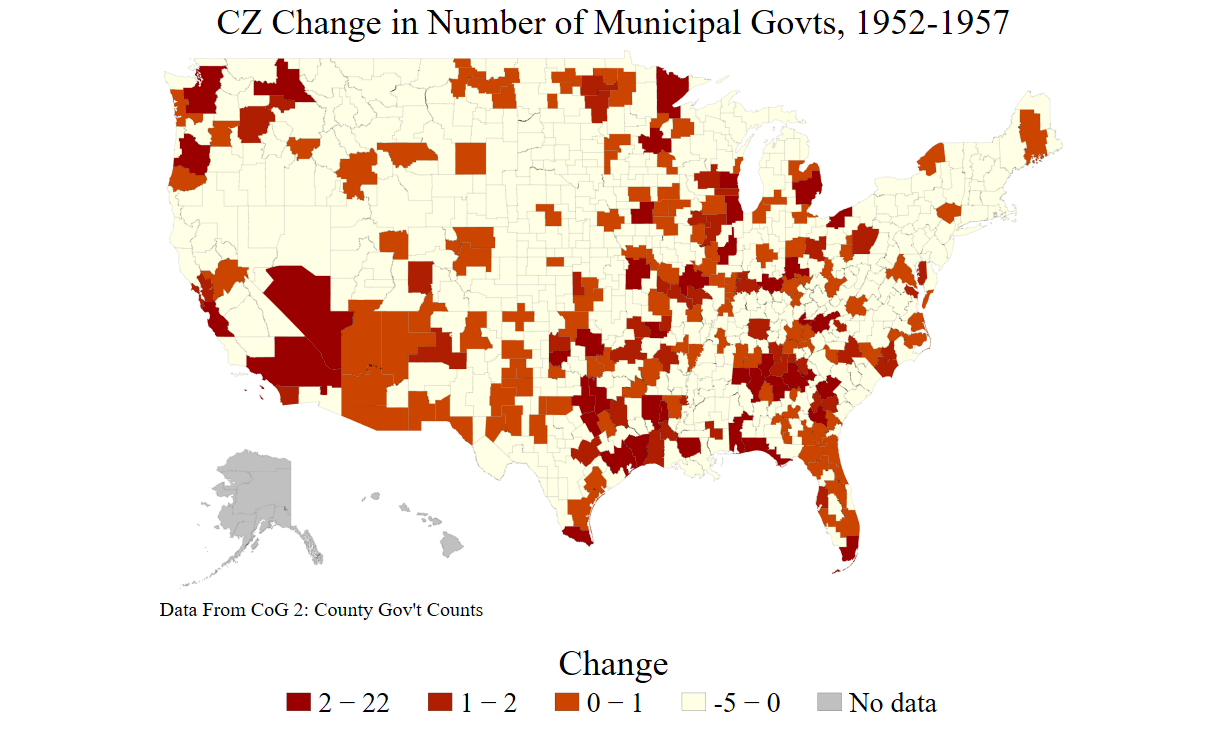 CZ Change in Number of Municipal Govts, 1952-1957
Data From CoG 2: County Gov't Counts
Change
2 − 22
1 − 2
0 − 1
-5 − 0
No data